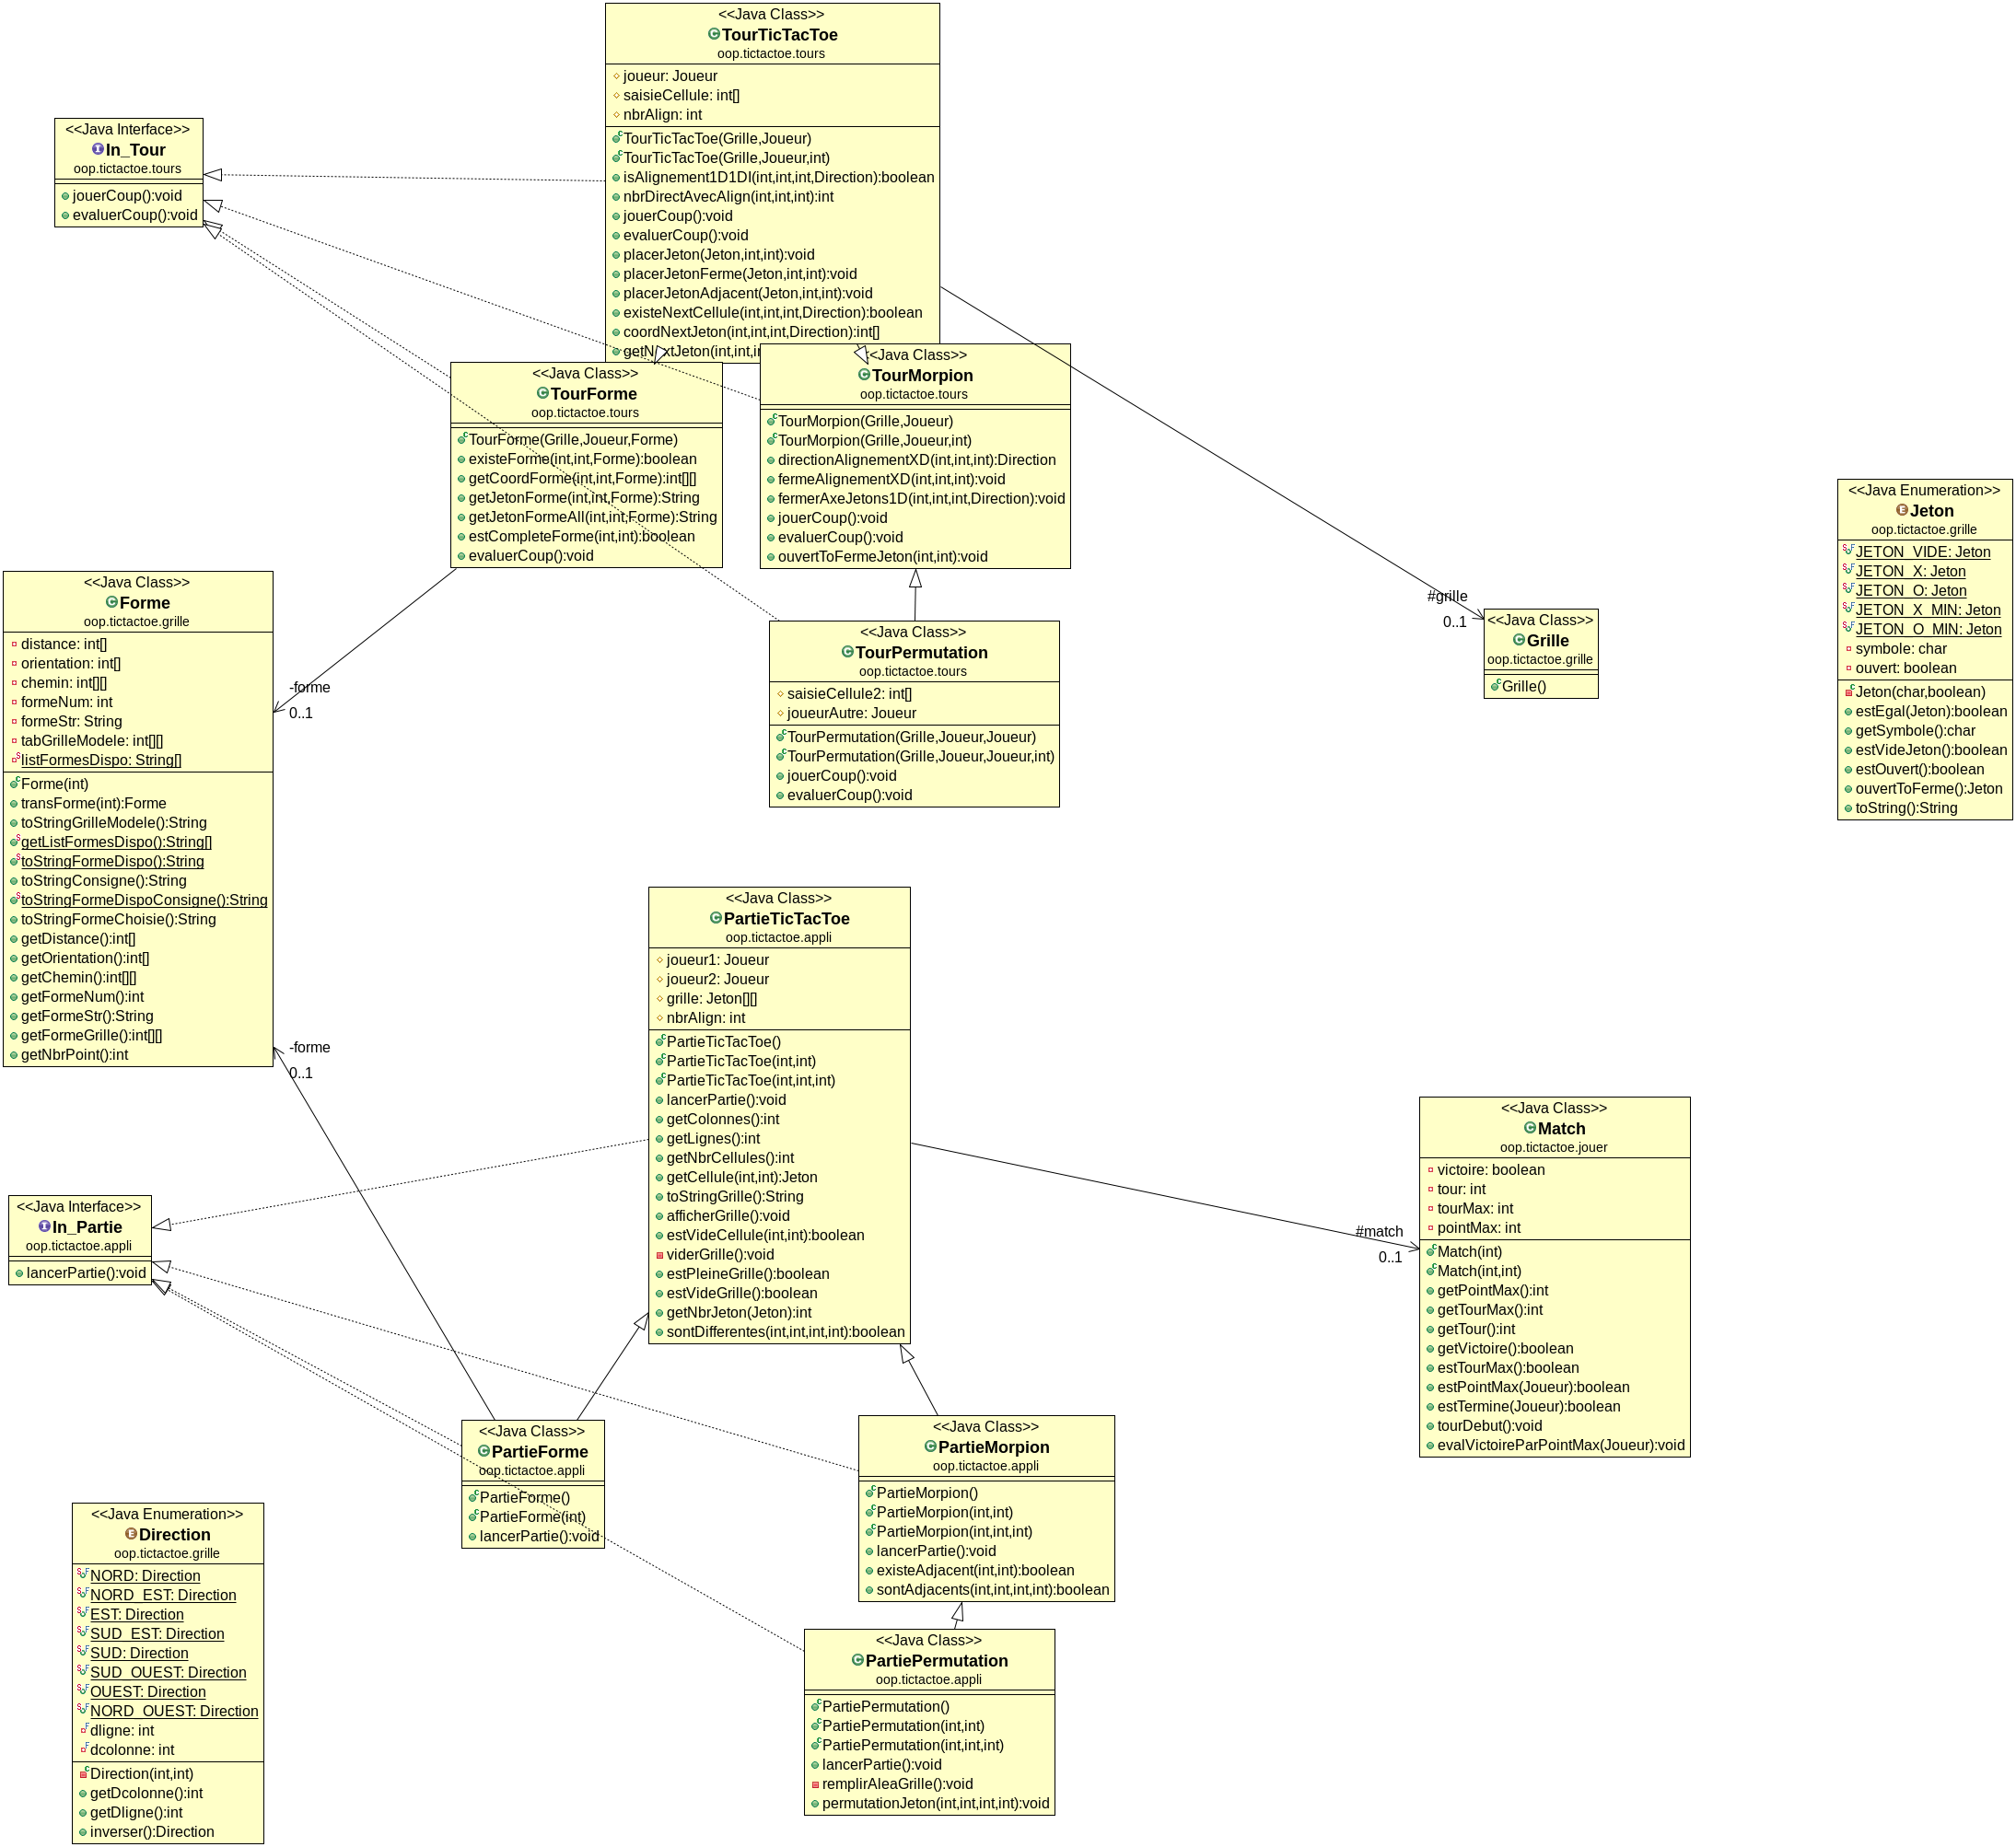 <<Java Class>>
TourTicTacToe
oop.tictactoe.tours
joueur: Joueur
saisieCellule: int[]
nbrAlign: int
TourTicTacToe(Grille,Joueur)
TourTicTacToe(Grille,Joueur,int)
isAlignement1D1DI(int,int,int,Direction):boolean
nbrDirectAvecAlign(int,int,int):int
jouerCoup():void
evaluerCoup():void
placerJeton(Jeton,int,int):void
placerJetonFerme(Jeton,int,int):void
placerJetonAdjacent(Jeton,int,int):void
existeNextCellule(int,int,int,Direction):boolean
coordNextJeton(int,int,int,Direction):int[]
<<Java Interface>>
In_Tour
oop.tictactoe.tours
jouerCoup():void
evaluerCoup():void
<<Java Class>>
TourForme
oop.tictactoe.tours
TourForme(Grille,Joueur,Forme)
existeForme(int,int,Forme):boolean
getCoordForme(int,int,Forme):int[][]
getJetonForme(int,int,Forme):String
getJetonFormeAll(int,int,Forme):String
estCompleteForme(int,int):boolean
evaluerCoup():void
<<Java Class>>
TourMorpion
oop.tictactoe.tours
TourMorpion(Grille,Joueur)
TourMorpion(Grille,Joueur,int)
directionAlignementXD(int,int,int):Direction
fermeAlignementXD(int,int,int):void
fermerAxeJetons1D(int,int,int,Direction):void
jouerCoup():void
evaluerCoup():void
ouvertToFermeJeton(int,int):void
<<Java Enumeration>>
Jeton
oop.tictactoe.grille
JETON_VIDE: Jeton
JETON_X: Jeton
JETON_O: Jeton
JETON_X_MIN: Jeton
JETON_O_MIN: Jeton
symbole: char
ouvert: boolean
Jeton(char,boolean)
estEgal(Jeton):boolean
getSymbole():char
estVideJeton():boolean
estOuvert():boolean
ouvertToFerme():Jeton
toString():String
<<Java Class>>
Forme
oop.tictactoe.grille
distance: int[]
orientation: int[]
chemin: int[][]
formeNum: int
formeStr: String
tabGrilleModele: int[][]
listFormesDispo: String[]
Forme(int)
transForme(int):Forme
toStringGrilleModele():String
getListFormesDispo():String[]
toStringFormeDispo():String
toStringConsigne():String
toStringFormeDispoConsigne():String
toStringFormeChoisie():String
getDistance():int[]
getOrientation():int[]
getChemin():int[][]
getFormeNum():int
getFormeStr():String
getFormeGrille():int[][]
getNbrPoint():int
-forme
0..1
-forme
0..1
#grille
0..1
<<Java Class>>
Grille
oop.tictactoe.grille
Grille()
<<Java Class>>
TourPermutation
oop.tictactoe.tours
saisieCellule2: int[]
joueurAutre: Joueur
TourPermutation(Grille,Joueur,Joueur)
TourPermutation(Grille,Joueur,Joueur,int)
jouerCoup():void
evaluerCoup():void
<<Java Class>>
PartieTicTacToe
oop.tictactoe.appli
joueur1: Joueur
joueur2: Joueur
grille: Jeton[][]
nbrAlign: int
PartieTicTacToe()
PartieTicTacToe(int,int)
PartieTicTacToe(int,int,int)
lancerPartie():void
getColonnes():int
getLignes():int
getNbrCellules():int
getCellule(int,int):Jeton
toStringGrille():String
afficherGrille():void
estVideCellule(int,int):boolean
viderGrille():void
estPleineGrille():boolean
estVideGrille():boolean
getNbrJeton(Jeton):int
sontDifferentes(int,int,int,int):boolean
#match
0..1
<<Java Class>>
Match
oop.tictactoe.jouer
victoire: boolean
tour: int
tourMax: int
pointMax: int
Match(int)
Match(int,int)
getPointMax():int
getTourMax():int
getTour():int
getVictoire():boolean
estTourMax():boolean
estPointMax(Joueur):boolean
estTermine(Joueur):boolean
tourDebut():void
evalVictoireParPointMax(Joueur):void
<<Java Interface>>
In_Partie
oop.tictactoe.appli
lancerPartie():void
<<Java Class>>
PartieForme
oop.tictactoe.appli
PartieForme()
PartieForme(int)
lancerPartie():void
<<Java Class>>
PartieMorpion
oop.tictactoe.appli
PartieMorpion()
PartieMorpion(int,int)
PartieMorpion(int,int,int)
lancerPartie():void
existeAdjacent(int,int):boolean
sontAdjacents(int,int,int,int):boolean
<<Java Enumeration>>
Direction
oop.tictactoe.grille
NORD: Direction
NORD_EST: Direction
EST: Direction
SUD_EST: Direction
SUD: Direction
SUD_OUEST: Direction
OUEST: Direction
NORD_OUEST: Direction
dligne: int
dcolonne: int
Direction(int,int)
getDcolonne():int
getDligne():int
inverser():Direction
<<Java Class>>
PartiePermutation
oop.tictactoe.appli
PartiePermutation()
PartiePermutation(int,int)
PartiePermutation(int,int,int)
lancerPartie():void
remplirAleaGrille():void
permutationJeton(int,int,int,int):void